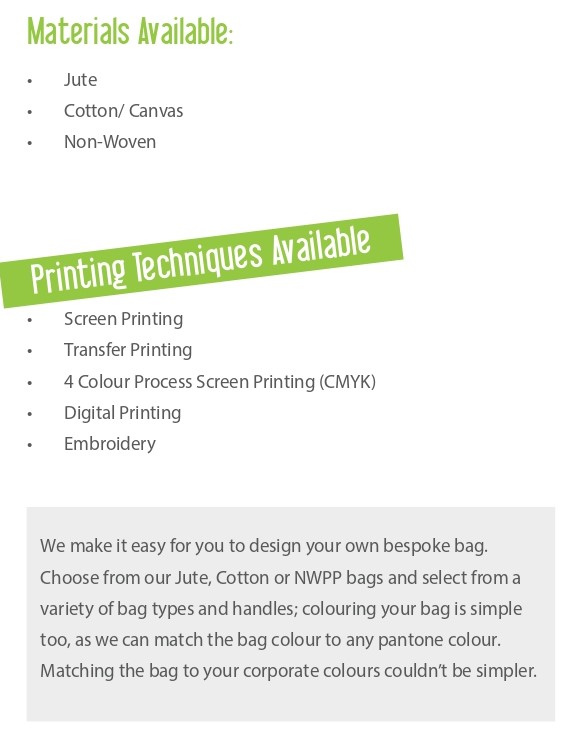 Materials Available:
• Jute
• Cotton/ Canvas
• Non-Woven
Printing Techniques Available
• Screen Printing
• Transfer Printing
• 4 Colour Process Screen Printing (CMYK)
• Digital Printing
• Embroidery
We make it easy for you to design your own bespoke bag.
Choose from our Jute, Cotton or NWPP bags and select from a
variety of bag types and handles; colouring your bag is simple
too, as we can match the bag colour to any pantone colour.
Matching the bag to your corporate colours couldn’t be simpler.